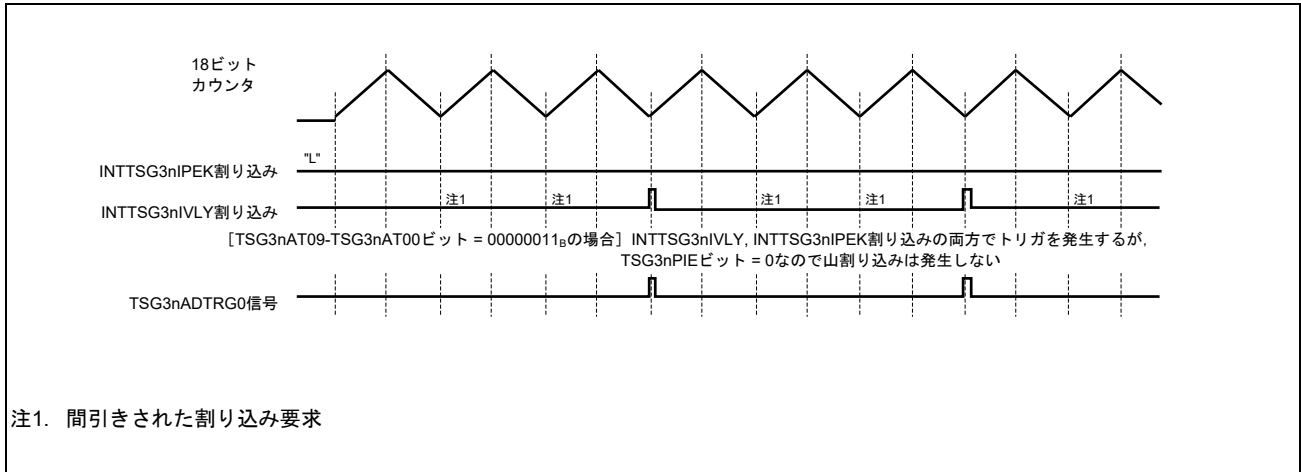 18ビット
カウンタ
"L"
INTTSG3nIPEK割り込み
INTTSG3nIVLY割り込み
注1 注1 注1 注1 注1
［TSG3nAT09-TSG3nAT00ビット = 00000011Bの場合］INTTSG3nIVLY, INTTSG3nIPEK割り込みの両方でトリガを発生するが,
TSG3nPIEビット = 0なので山割り込みは発生しない
TSG3nADTRG0信号
注1. 間引きされた割り込み要求